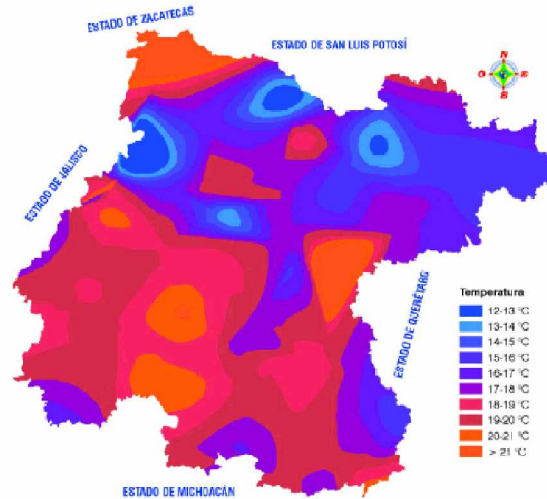 ESTADO DE ZACATECAS
ESTADO DE SAN LUIS POTOSÍ
N
O
E
S
ESTADO DE JALISCO
ESTADO DE QUERÉTARO
Temperatura
12-13 °C
13-14 °C
14-15 °C
15-16 °C
16-17 °C
17-18 °C
18-19 °C
19-20 °C
20-21 °C
> 21 °C
ESTADO DE MICHOACÁN